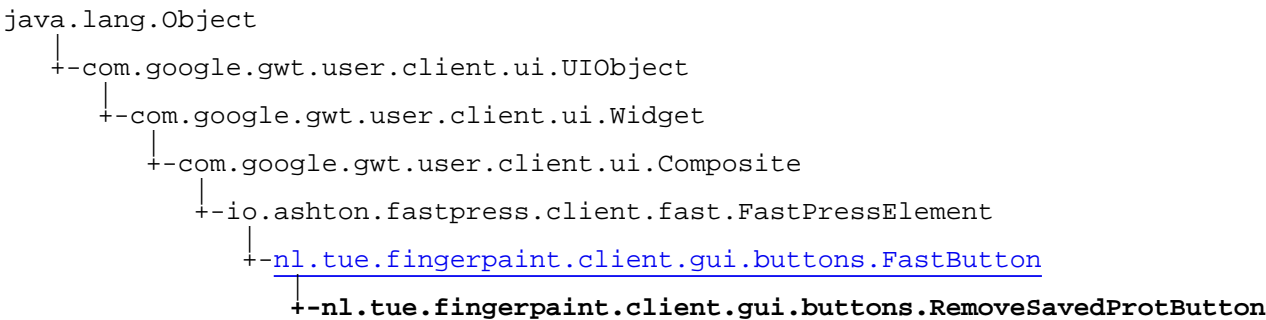 java.lang.Object
+-com.google.gwt.user.client.ui.UIObject
+-com.google.gwt.user.client.ui.Widget
+-com.google.gwt.user.client.ui.Composite
+-io.ashton.fastpress.client.fast.FastPressElement
+-nl.tue.fingerpaint.client.gui.buttons.FastButton
+-nl.tue.fingerpaint.client.gui.buttons.RemoveSavedProtButton